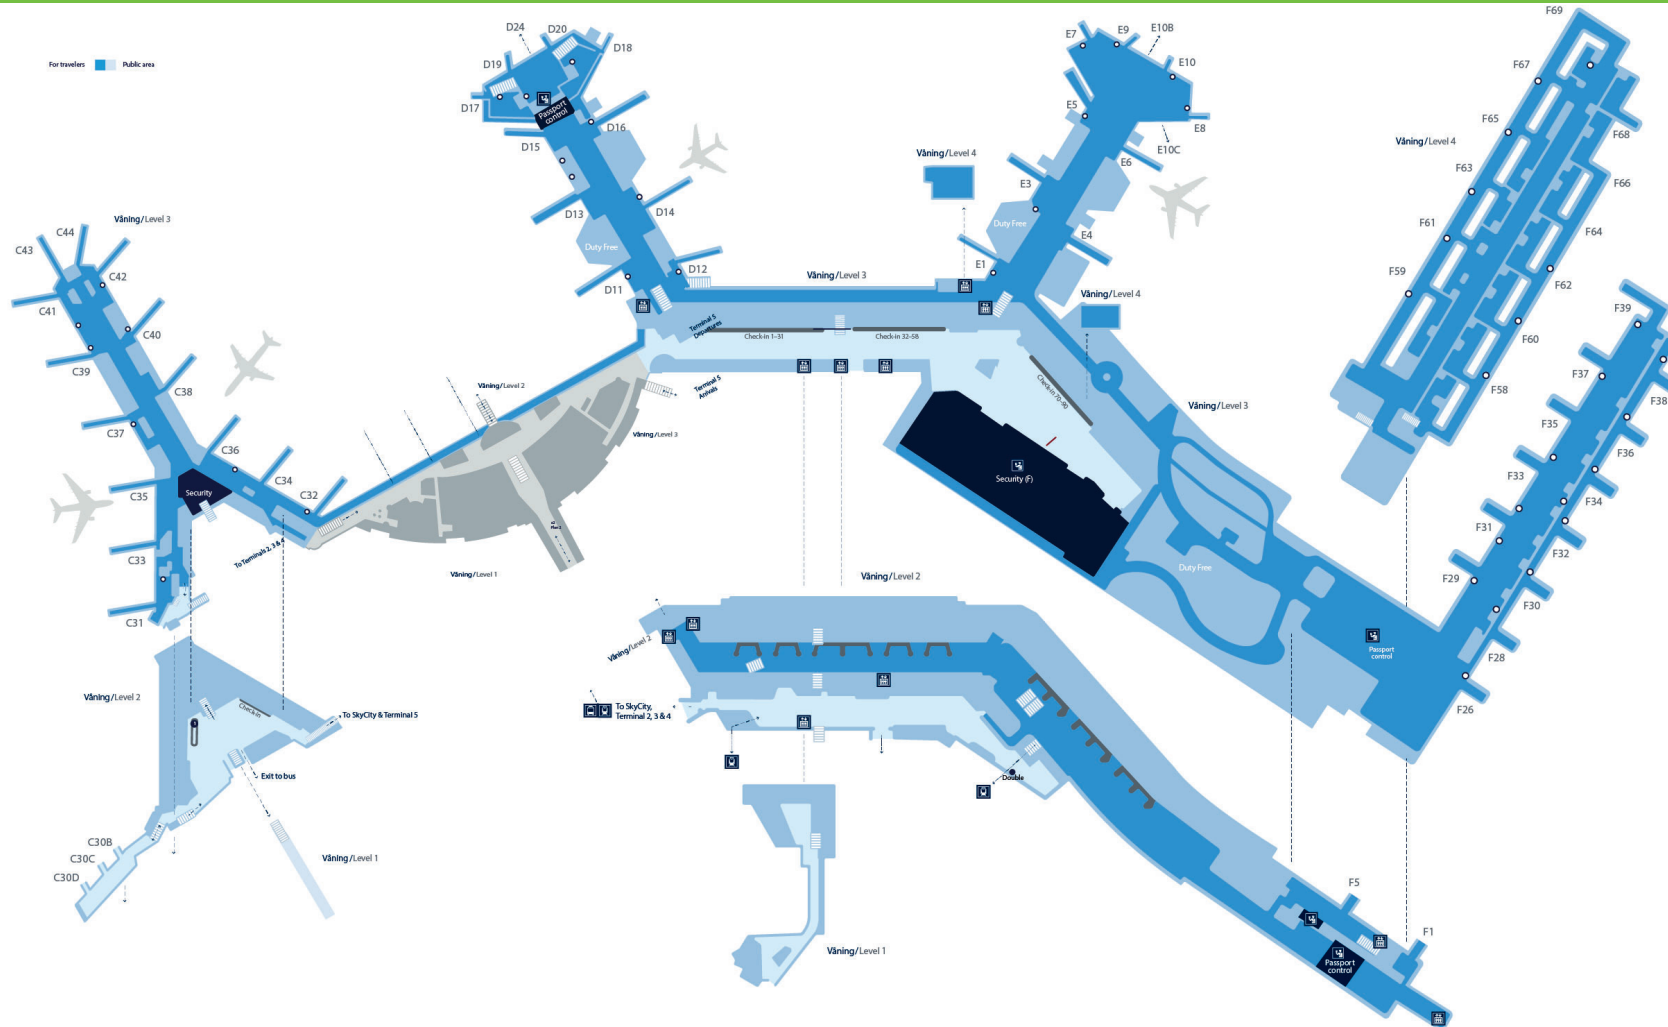 For travelers
Public area
D24
D20
D18
D19
D17
Passport
control
D16
D15
D13
D14
Duty Free
D12
D11
E7
E9
E10B
E10
E5
E8
E10C
E6
E3
Duty Free
E4
E1
Våning/Level 4
Våning/Level 3
Våning/Level 4
F69
F67
F65
Våning/Level 4
F68
F63
F66
F61
F64
F59
F62
F60
F58
F39
F38
F37
F35
F36
F33
F34
F31
F32
F29
F30
F28
F26
Våning/Level 3
C43
C44
C42
C41
C40
C39
C38
C37
C36
C35
C34
C32
Security
C33
C31
To Terminals 2, 3 & 4
Terminal 5
Departures
Check-in 1–31
Check-in 32–58
Check-in 70–90
Terminal 5
Arrivals
Våning/Level 2
Våning/Level 3
Våning/Level 1
Våning/Level 3
Security (F)
Duty Free
Passport
control
Våning/Level 2
Check-in
To SkyCity & Terminal 5
Exit to bus
C30B
C30C
C30D
Våning/Level 1
Våning/Level 2
Våning/Level 2
To SkyCity,
Terminal 2, 3 & 4
Double
Våning/Level 1
F5
F1
Passport
control